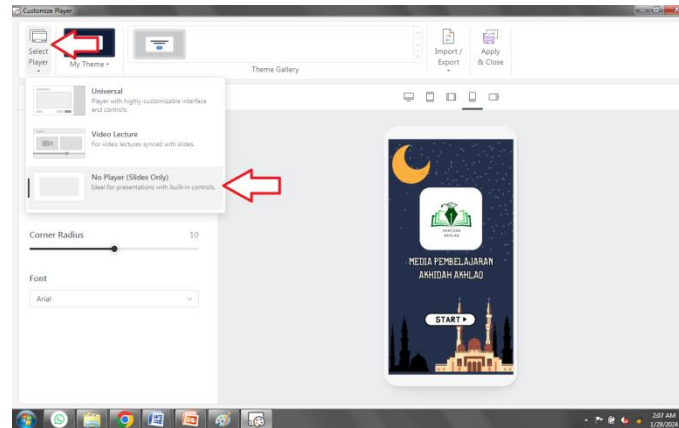 Customize Player
Select
Player
My Theme
Theme Gallery
Import /
Export
Apply
& Close
Universal
Player with highly-customizable interface
and controls.
Video Lecture
For video lectures synced with slides.
No Player (Slides Only)
Ideal for presentations with built-in controls.
Corner Radius 10
Font
Arial
AKHIDAH
AKHLAQ
MEDIA PEMBELAJARAN
AKHIDAH AKHLAQ
START
2:07 AM
1/29/2024